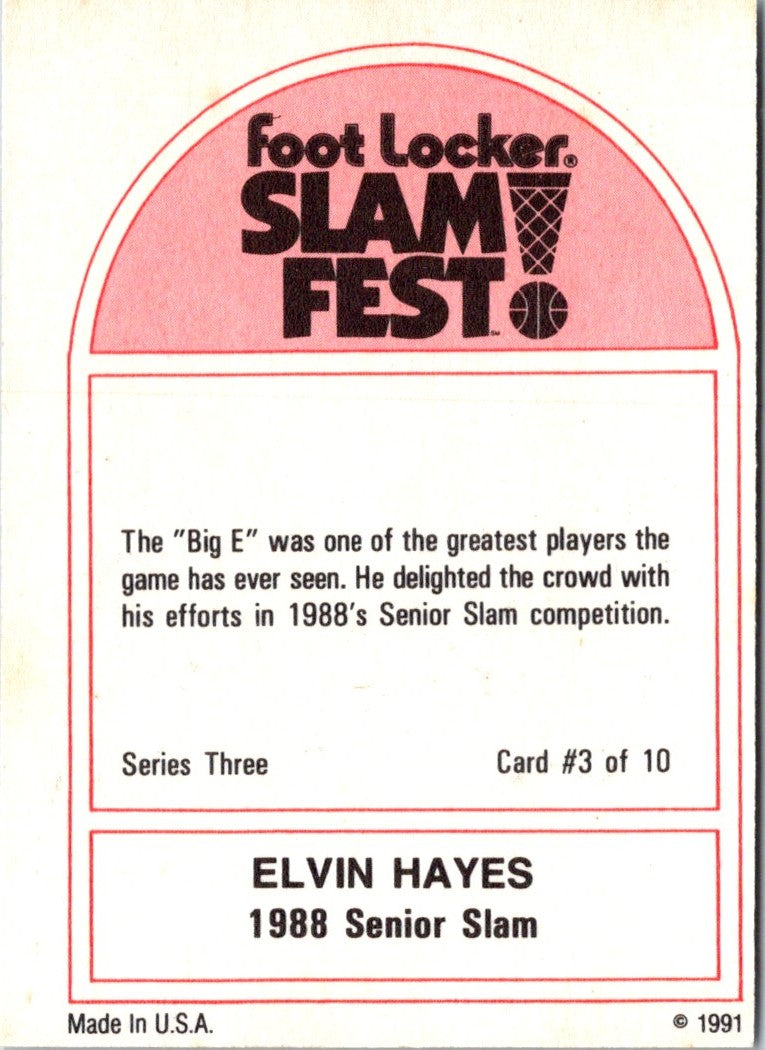 foot Locker®
SLAM
FEST!℠
The "Big E" was one of the greatest players the
game has ever seen. He delighted the crowd with
his efforts in 1988's Senior Slam competition.
Series Three Card #3 of 10
ELVIN HAYES
1988 Senior Slam
Made In U.S.A. © 1991